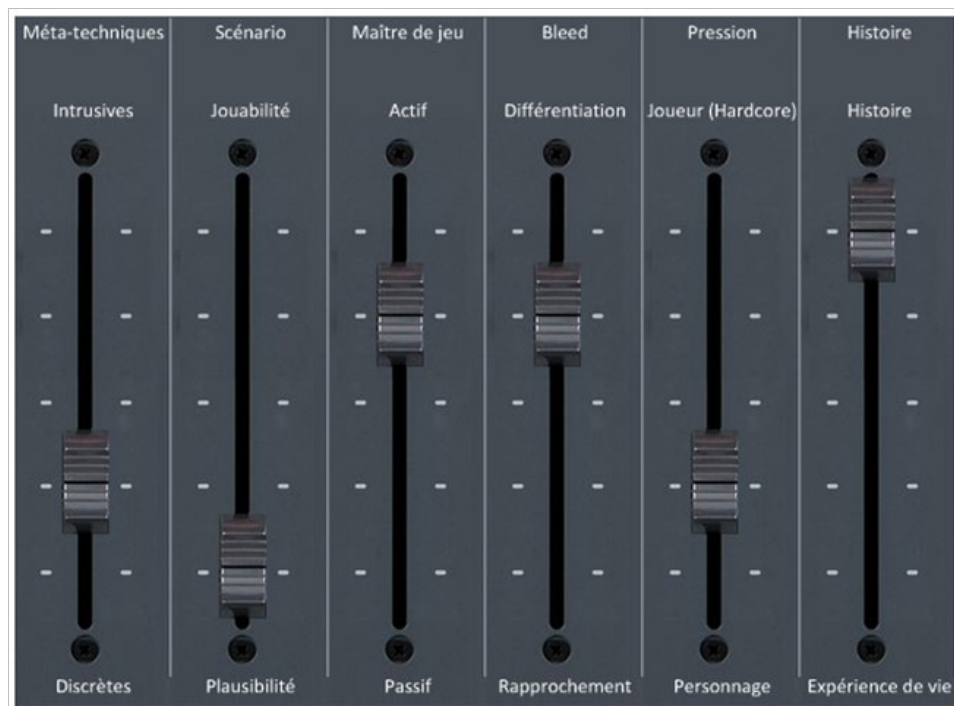 Méta-techniques
Scénario
Maître de jeu
Bleed
Pression
Histoire
Intrusives
Jouabilité
Actif
Différentiation
Joueur (Hardcore)
Histoire
Discrètes
Plausibilité
Passif
Rapprochement
Personnage
Expérience de vie